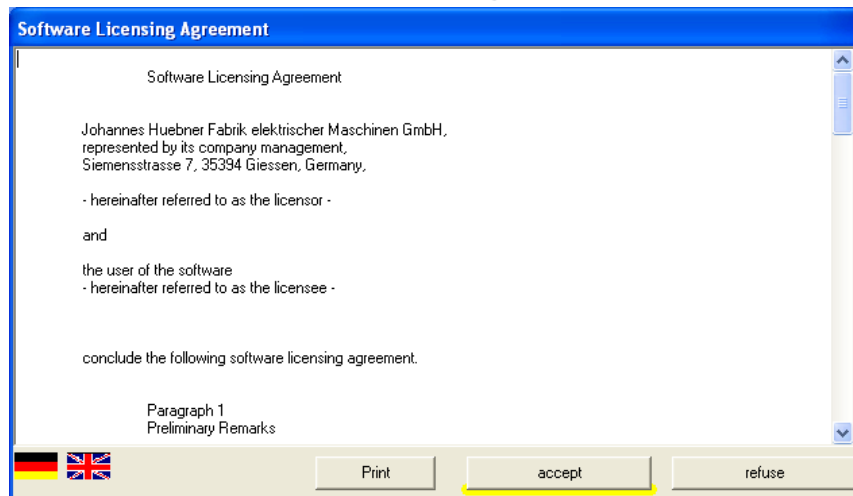 Software Licensing Agreement
Software Licensing Agreement
Johannes Huebner Fabrik elektrischer Maschinen GmbH,
represented by its company management,
Siemensstrasse 7, 35394 Giessen, Germany,
- hereinafter referred to as the licensor -
and
the user of the software
- hereinafter referred to as the licensee -
conclude the following software licensing agreement.
Paragraph 1
Preliminary Remarks
Print accept refuse